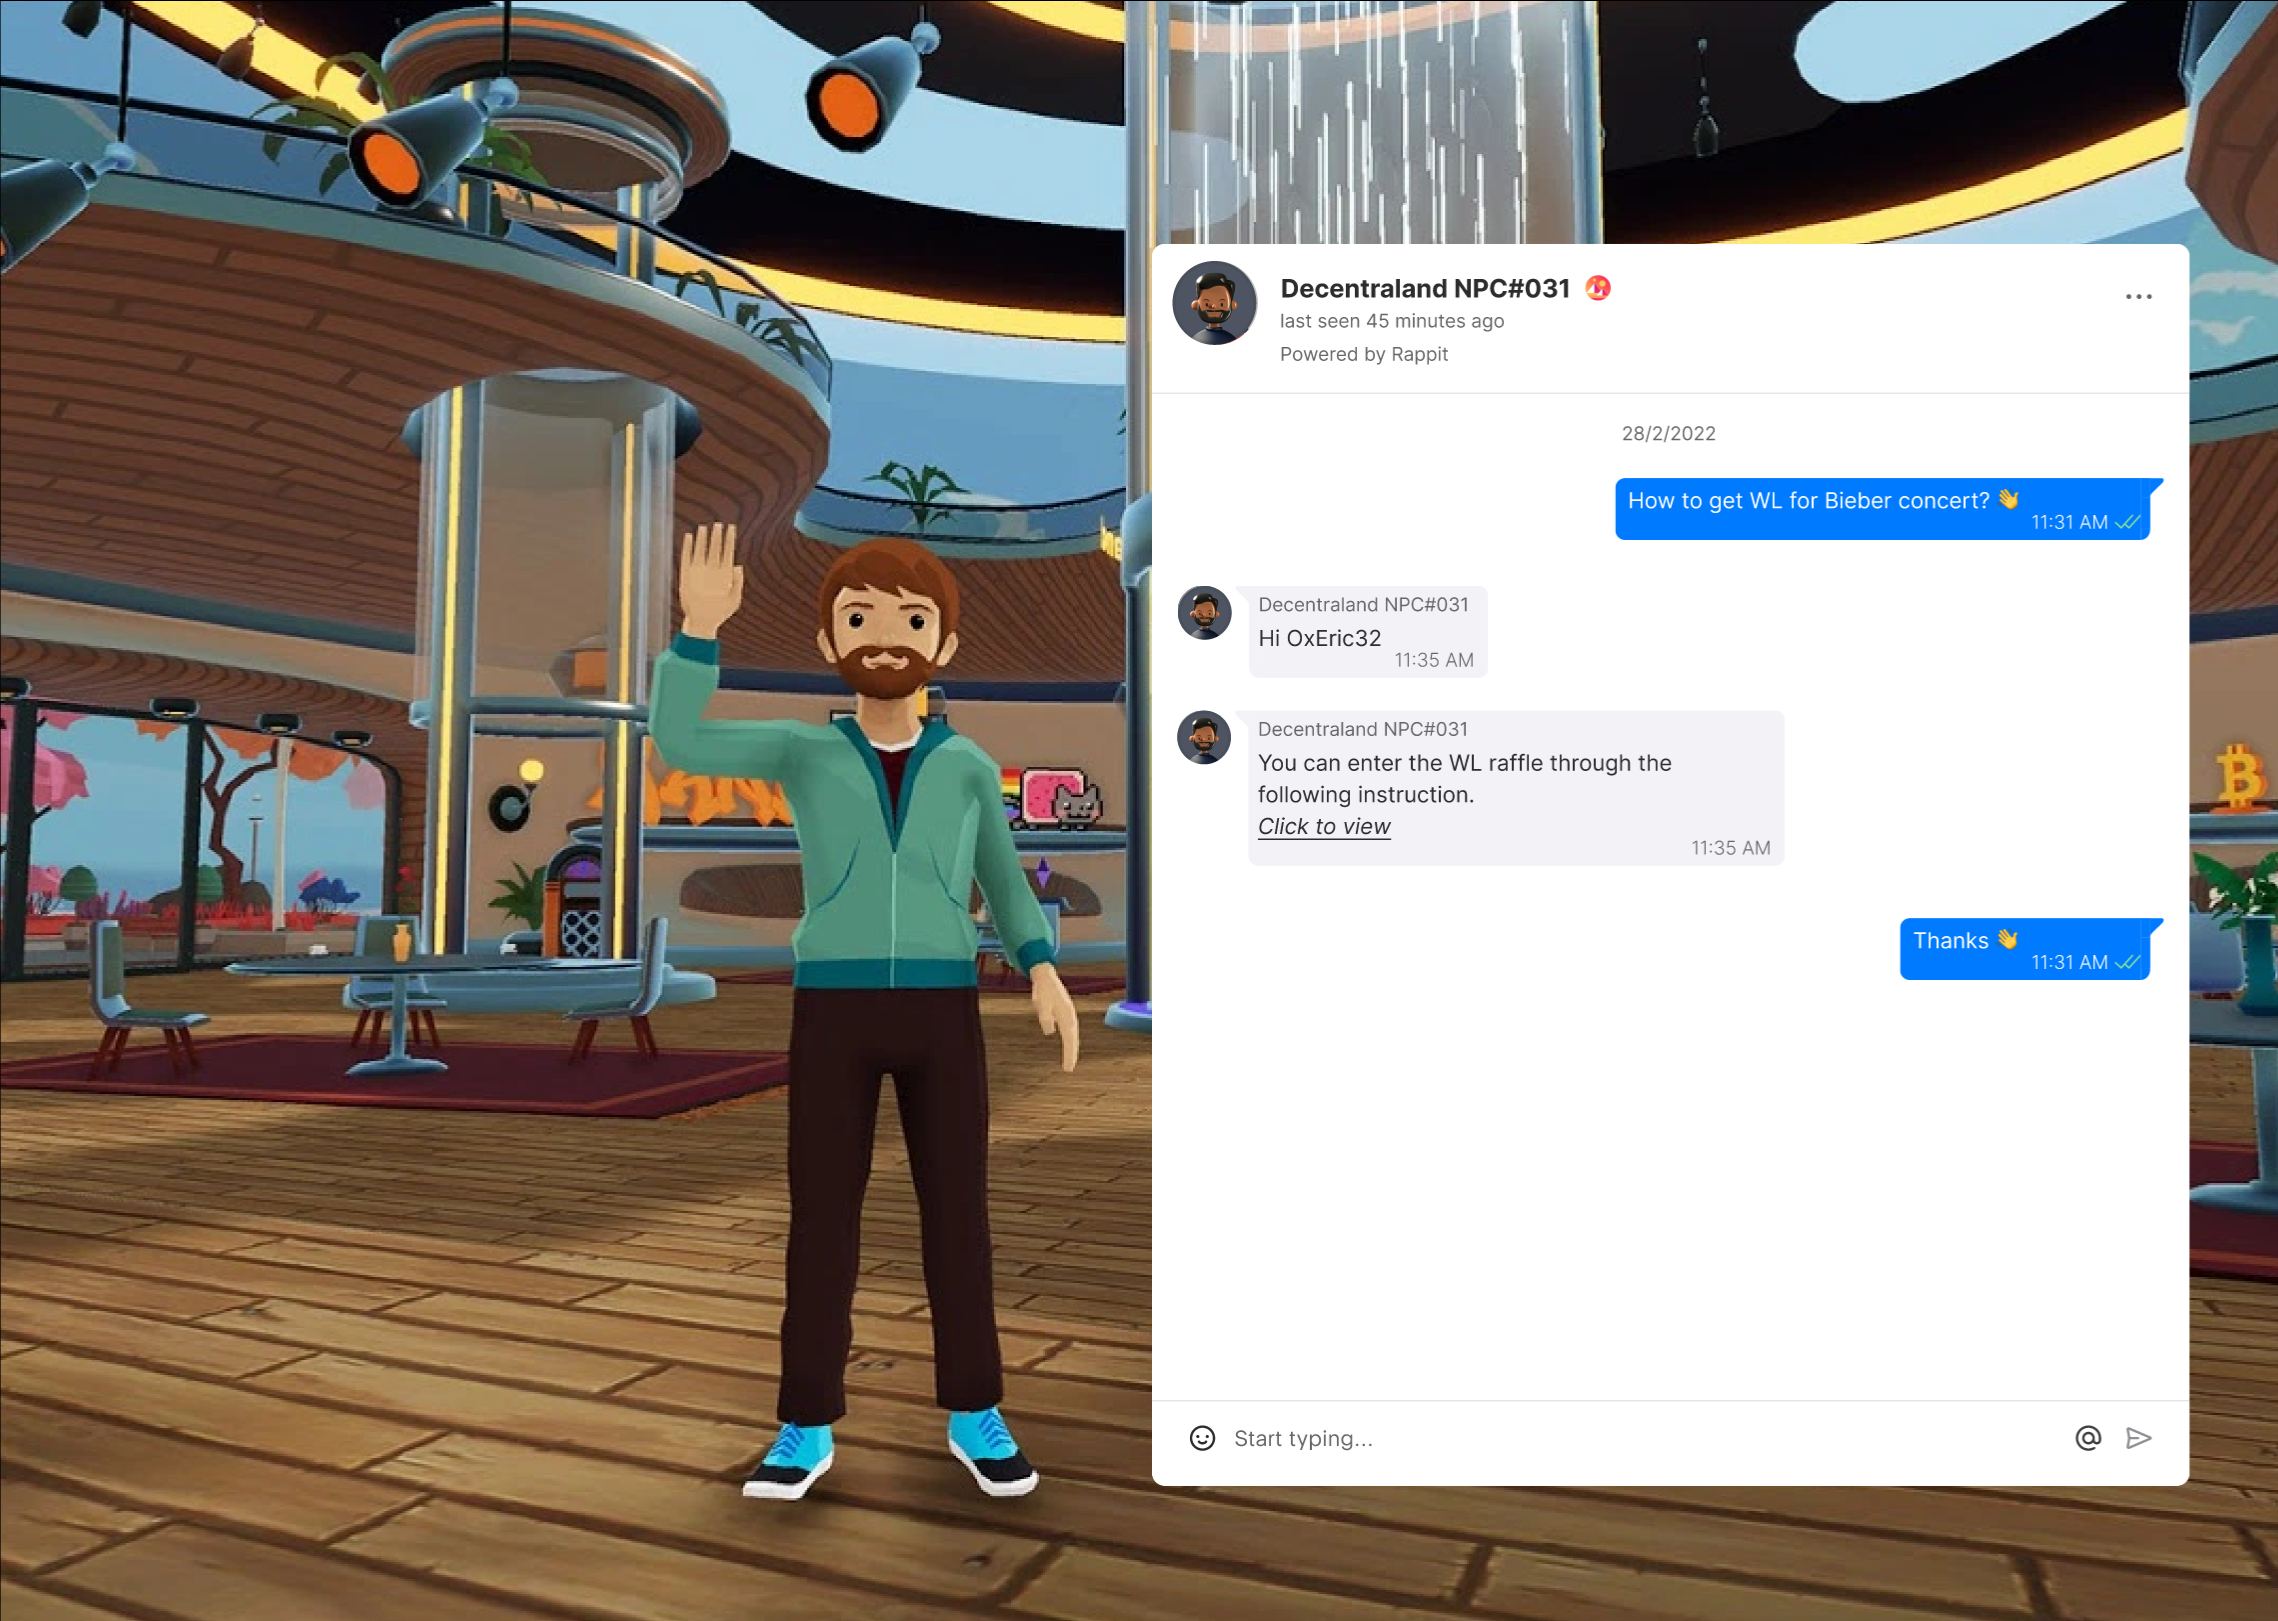 Decentraland NPC#031
last seen 45 minutes ago
Powered by Rappit
28/2/2022
How to get WL for Bieber concert? 👋
11:31 AM
Decentraland NPC#031
Hi OxEric32
11:35 AM
Decentraland NPC#031
You can enter the WL raffle through the
following instruction.
Click to view
11:35 AM
Thanks 👋
11:31 AM
Start typing...